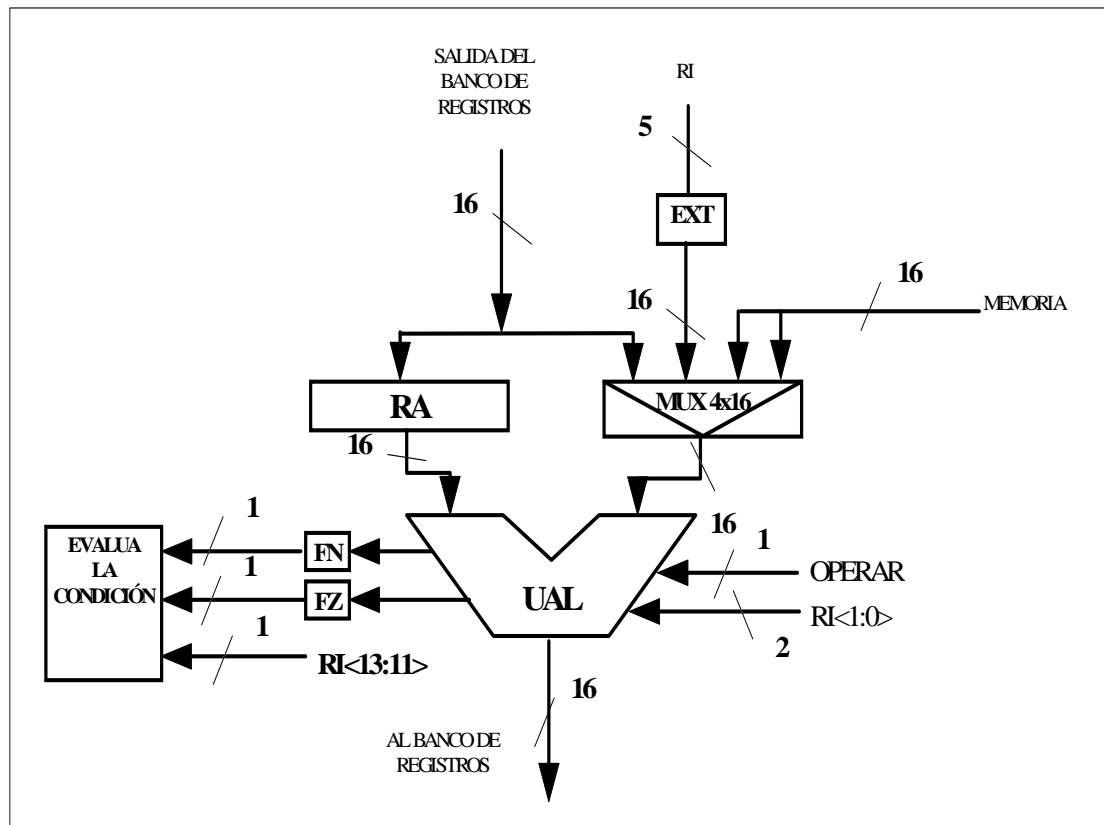 SALIDA DEL
BANCO DE
REGISTROS
RI
5
16
EXT
16
16
MEMORIA
RA
MUX 4x16
16
16
1
EVALUA
LA
CONDICIÓN
FN
1
FZ
1
RI<13:11>
UAL
1
OPERAR
RI<1:0>
2
16
AL BANCO DE
REGISTROS